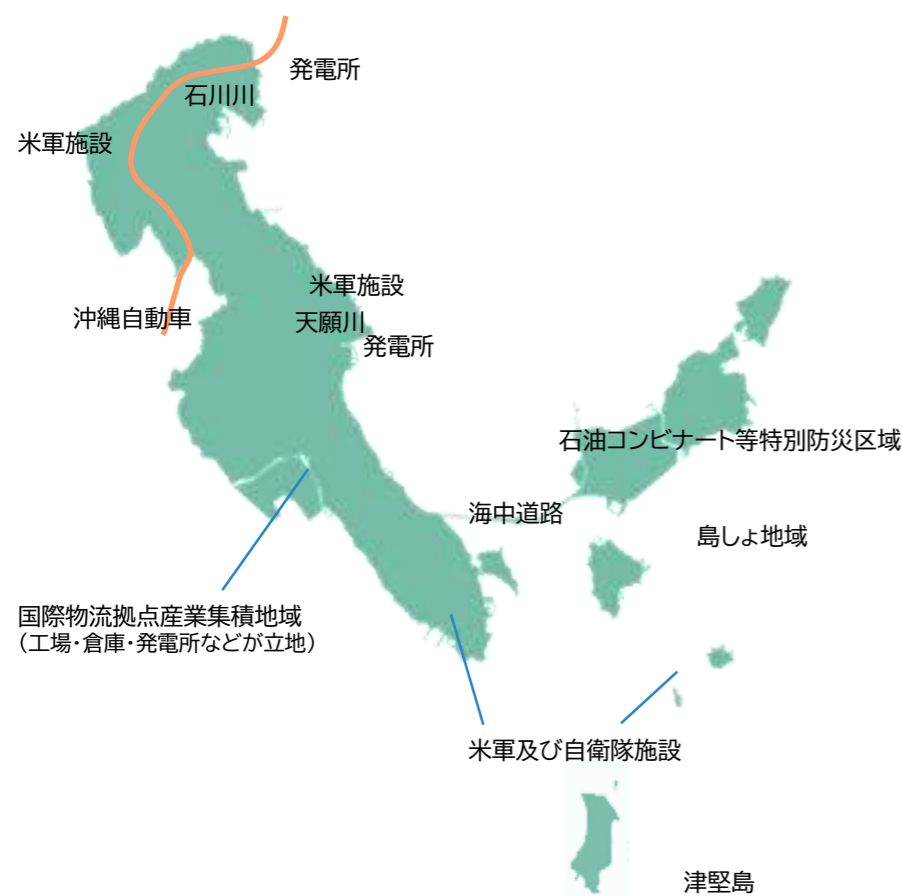 発電所
石川川
米軍施設
米軍施設
沖縄自動車
天願川
発電所
石油コンビナート等特別防災区域
海中道路
島しょ地域
国際物流拠点産業集積地域
（工場・倉庫・発電所などが立地）
米軍及び自衛隊施設
津堅島